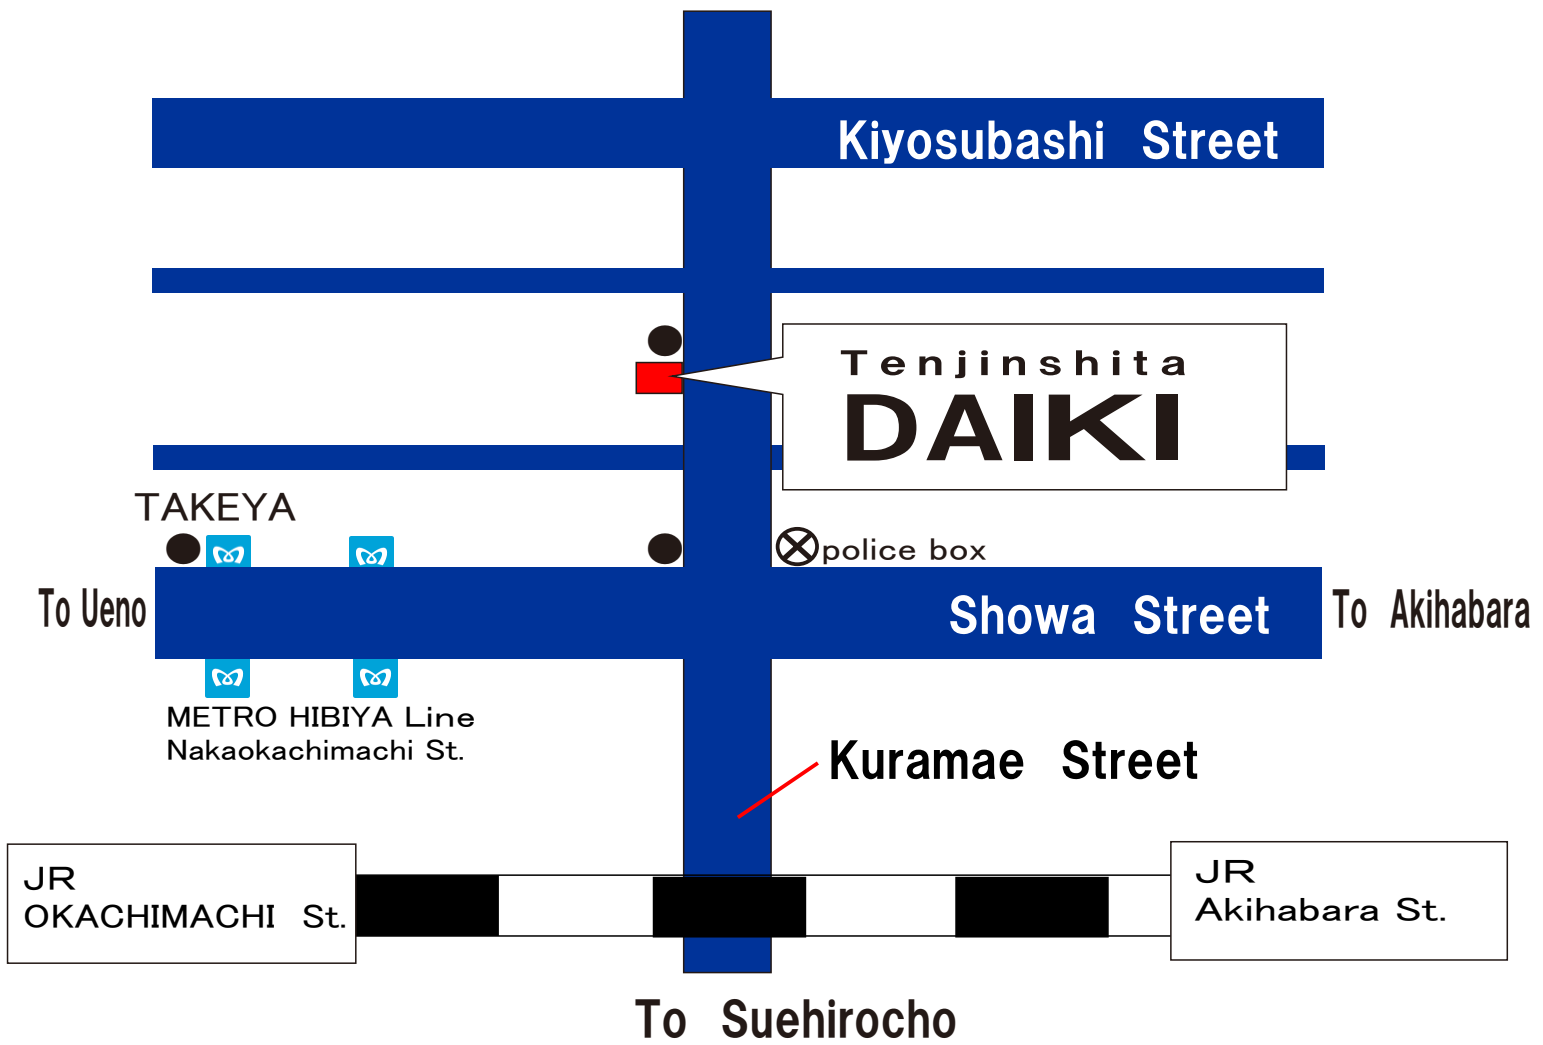 Kiyosubashi Street
Tenjinshita
DAIKI
TAKEYA
police box
To Ueno
Showa Street
To Akihabara
METRO HIBIYA Line
Nakaokachimachi St.
Kuramae Street
JR
OKACHIMACHI St.
JR
Akihabara St.
To Suehirocho